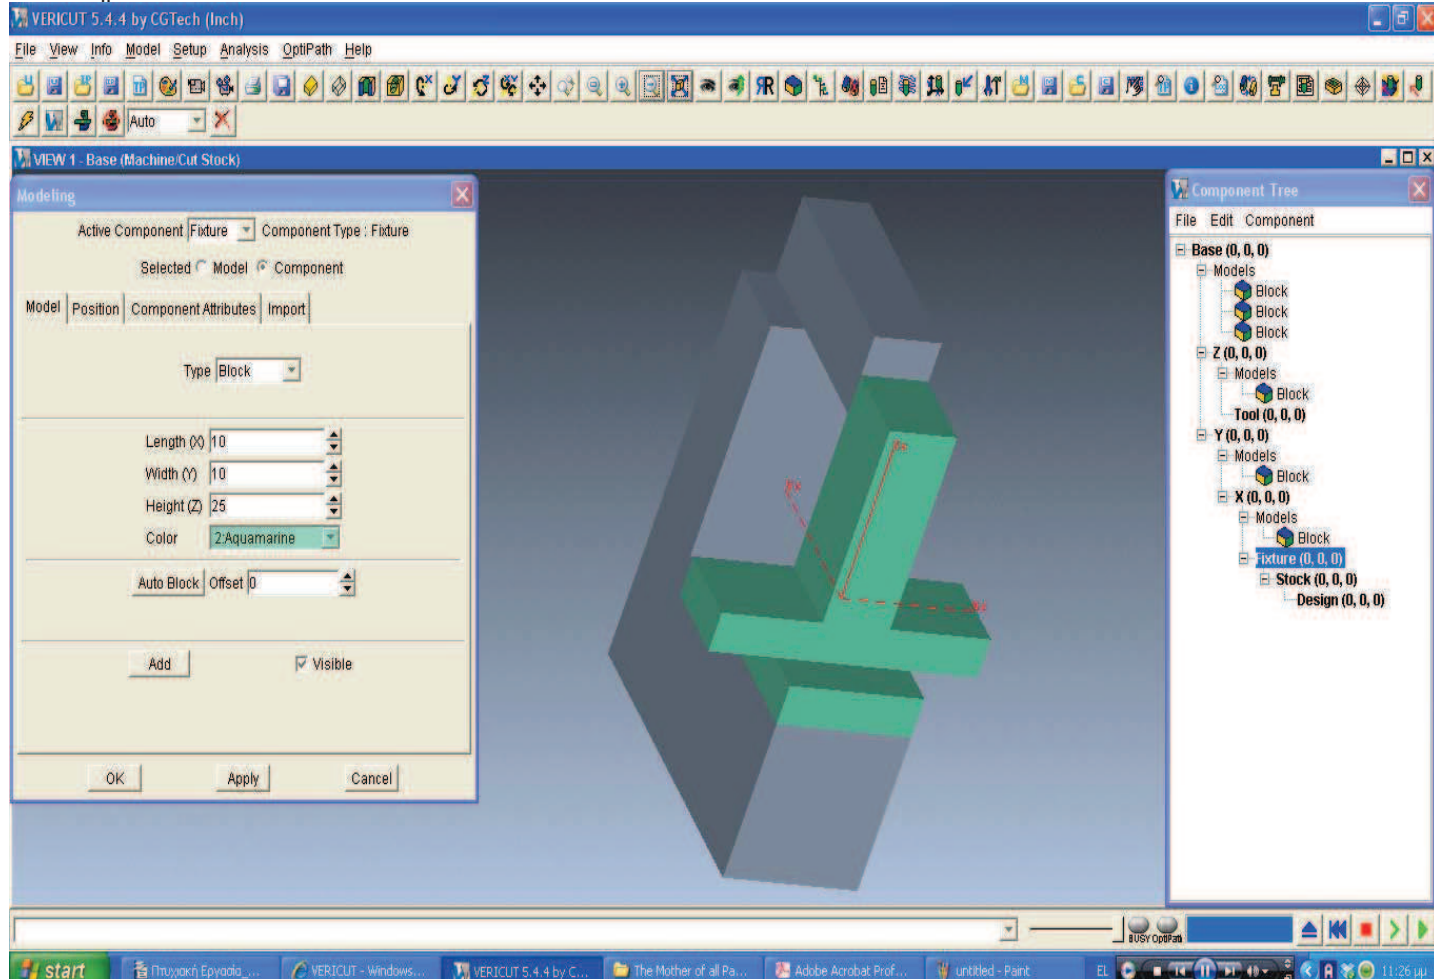 VERICUT 5.4.4 by CGTech (Inch)
File View Info Model Setup Analysis OptiPath Help
Auto
VIEW 1 - Base (Machine/Cut Stock)
Modeling
Active Component Fixture Component Type : Fixture
Selected Model Component
Model Position Component Attributes Import
Type Block
Length (X) 10
Width (Y) 10
Height (Z) 25
Color 2:Aquamarine
Auto Block Offset 0
Add Visible
OK Apply Cancel
Component Tree
File Edit Component
Base (0, 0, 0)
Models
Block
Block
Block
Z (0, 0, 0)
Models
Block
Tool (0, 0, 0)
Y (0, 0, 0)
Models
Block
X (0, 0, 0)
Models
Block
Fixture (0, 0, 0)
Stock (0, 0, 0)
Design (0, 0, 0)
BUSY OptiPath
start Πτυχιακή Εργασία_... VERICUT - Windows... VERICUT 5.4.4 by C... The Mother of all Pa... Adobe Acrobat Prof... untitled - Paint EL 11:26 μμ